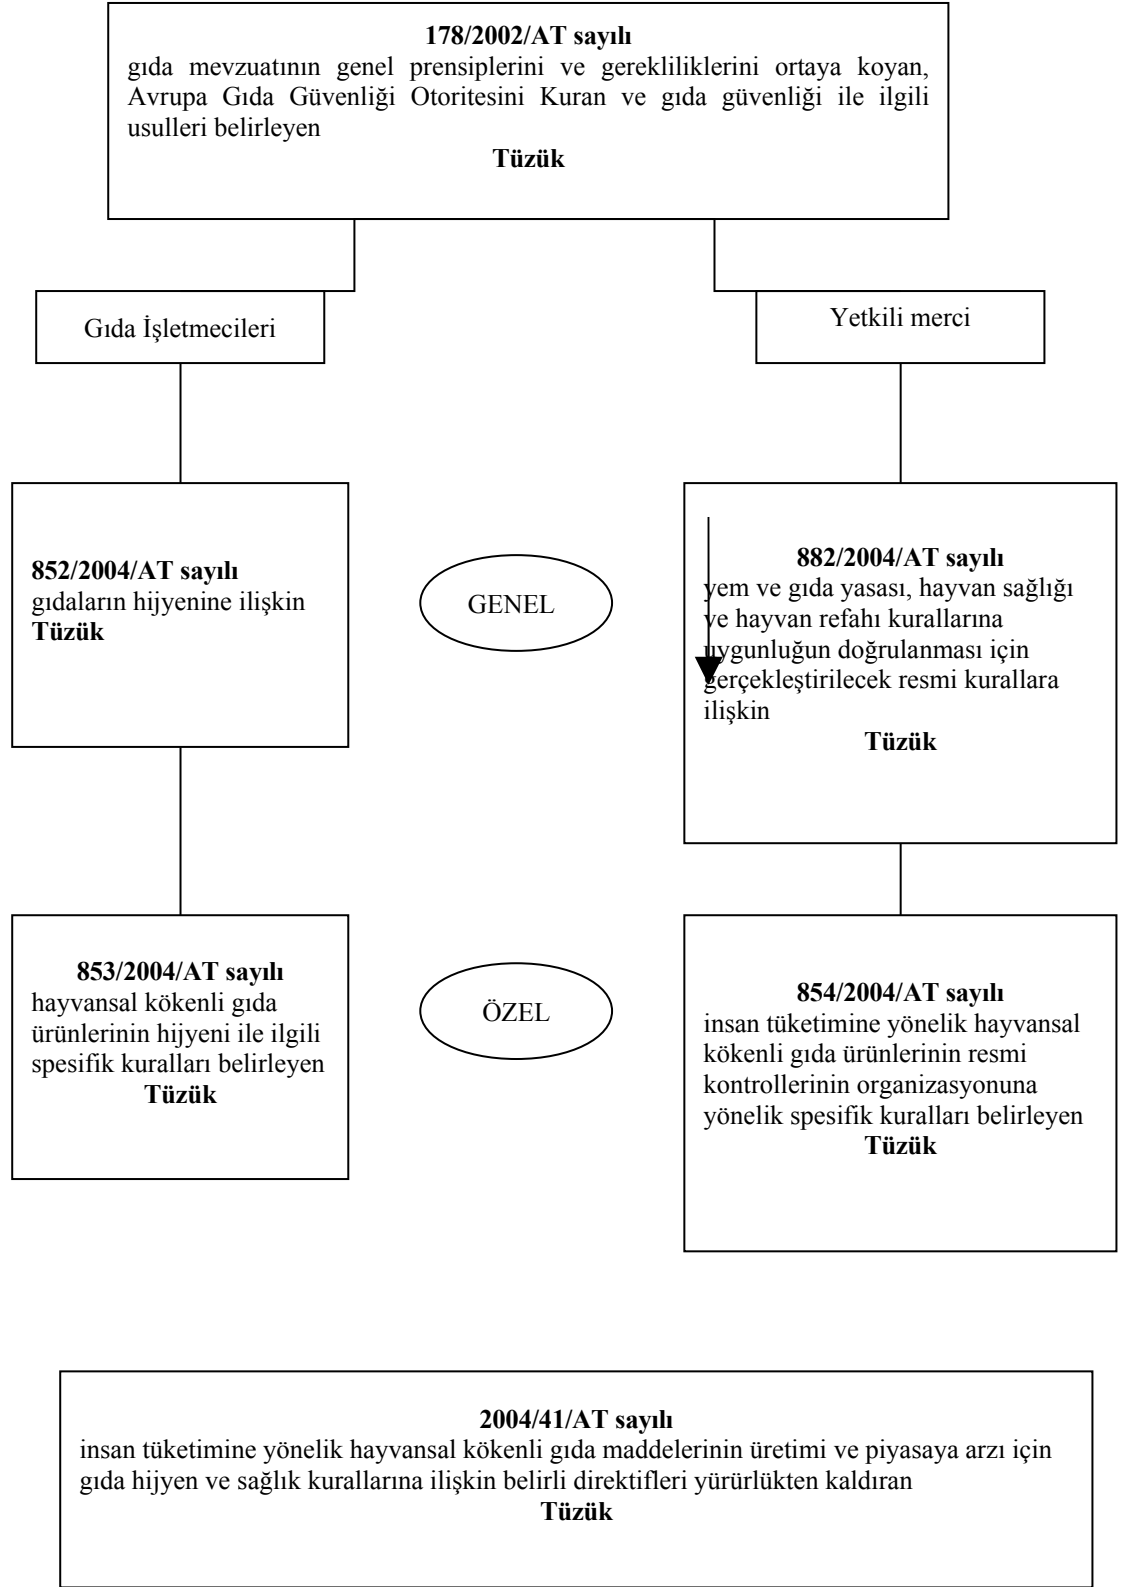 178/2002/AT sayılı
gıda mevzuatının genel prensiplerini ve gerekliliklerini ortaya koyan,
Avrupa Gıda Güvenliği Otoritesini Kuran ve gıda güvenliği ile ilgili
usulleri belirleyen
Tüzük
Gıda İşletmecileri
Yetkili merci
852/2004/AT sayılı
gıdaların hijyenine ilişkin
Tüzük
GENEL
882/2004/AT sayılı
yem ve gıda yasası, hayvan sağlığı
ve hayvan refahı kurallarına
uygunluğun doğrulanması için
gerçekleştirilecek resmi kurallara
ilişkin
Tüzük
853/2004/AT sayılı
hayvansal kökenli gıda
ürünlerinin hijyeni ile ilgili
spesifik kuralları belirleyen
Tüzük
ÖZEL
854/2004/AT sayılı
insan tüketimine yönelik hayvansal
kökenli gıda ürünlerinin resmi
kontrollerinin organizasyonuna
yönelik spesifik kuralları belirleyen
Tüzük
2004/41/AT sayılı
insan tüketimine yönelik hayvansal kökenli gıda maddelerinin üretimi ve piyasaya arzı için
gıda hijyen ve sağlık kurallarına ilişkin belirli direktifleri yürürlükten kaldıran
Tüzük